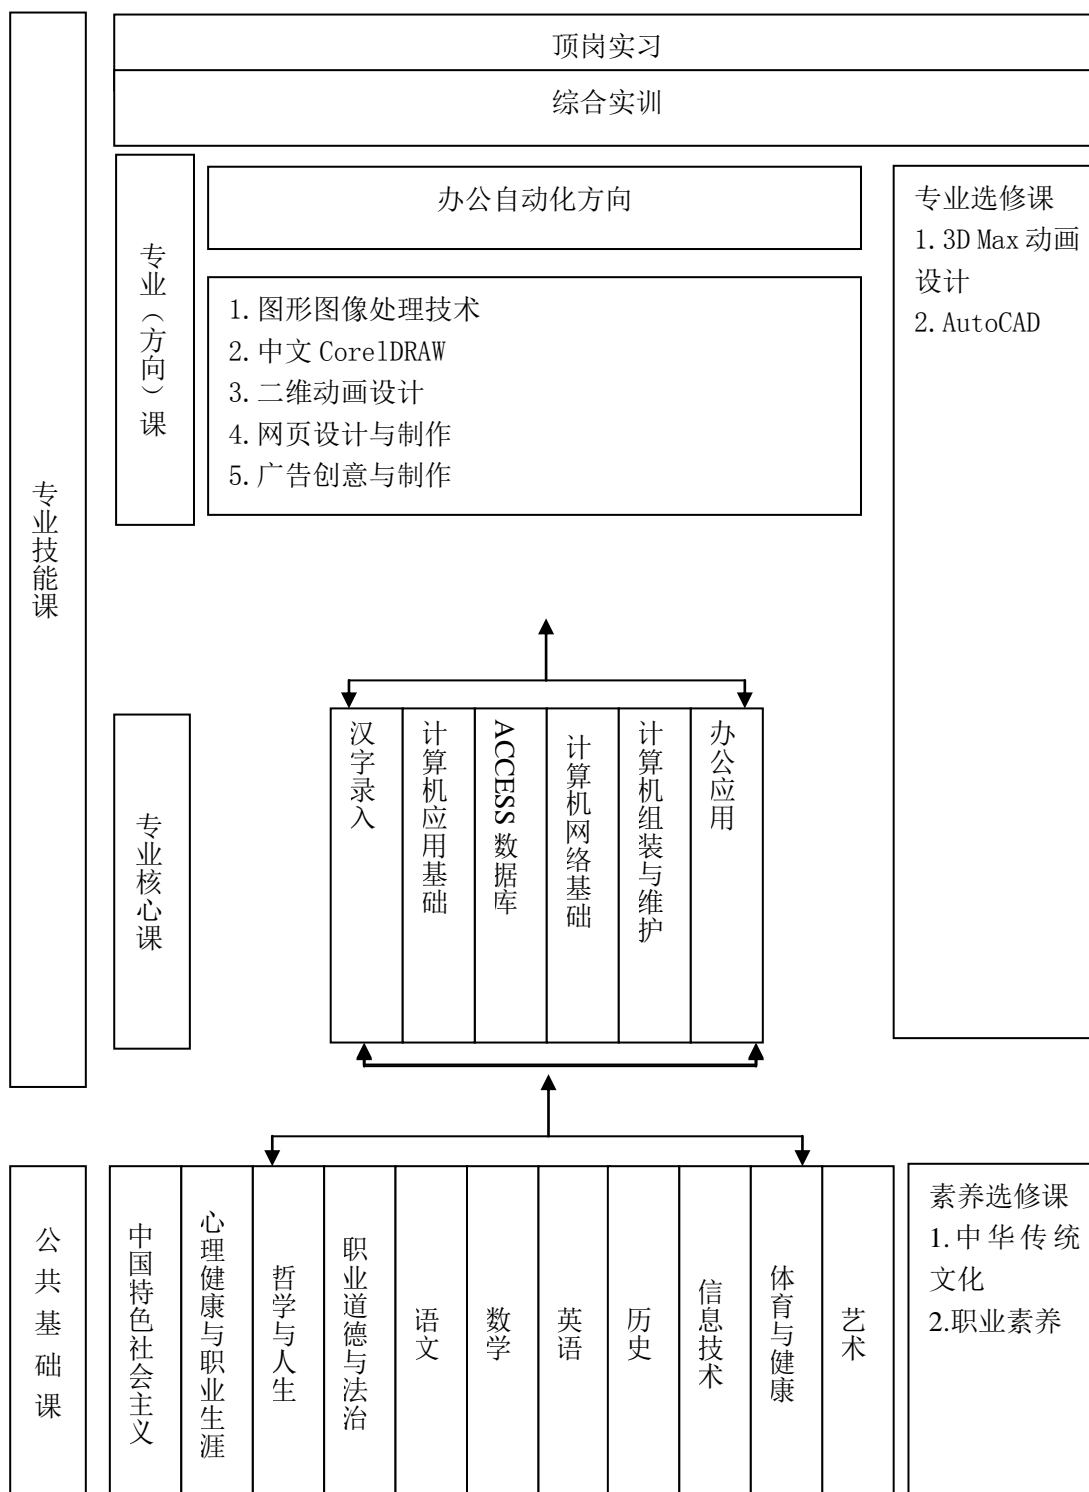 顶岗实习
综合实训
专业技能课
专业（方向）课
办公自动化方向
1.图形图像处理技术
2.中文 CorelDRAW
3.二维动画设计
4.网页设计与制作
5.广告创意与制作
专业选修课
1.3D Max 动画
设计
2.AutoCAD
专业核心课
汉字录入
计算机应用基础
ACCESS 数据库
计算机网络基础
计算机组装与维护
办公应用
公共基础课
中国特色社会主义
心理健康与职业生涯
哲学与人生
职业道德与法治
语文
数学
英语
历史
信息技术
体育与健康
艺术
素养选修课
1.中华传统
文化
2.职业素养